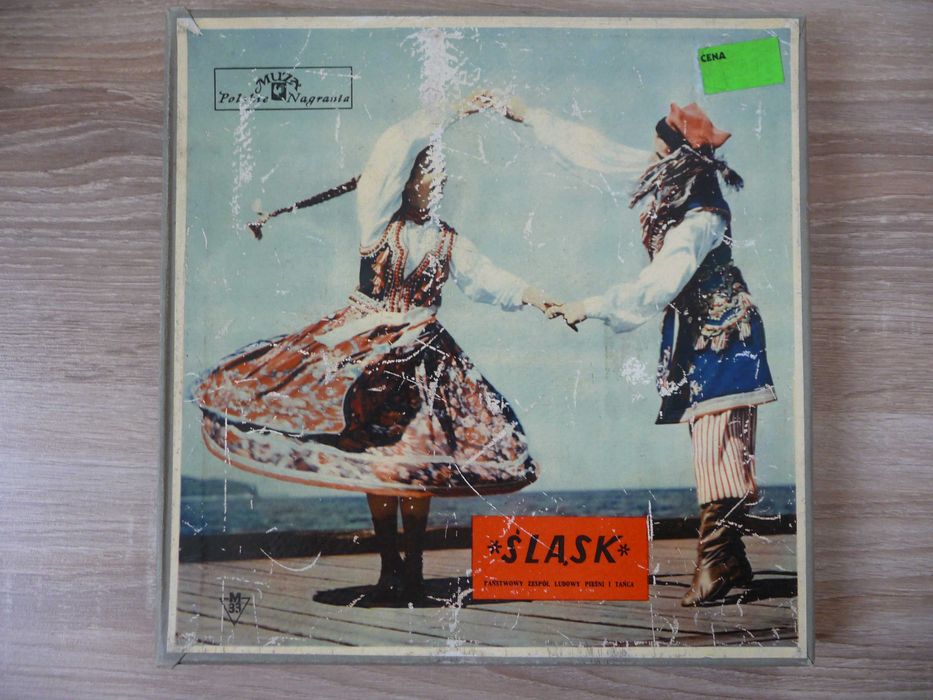 MUZA
Polskie Nagrania
CENA
*ŚLĄSK*
PAŃSTWOWY ZESPÓŁ LUDOWY PIEŚNI I TAŃCA
M
33